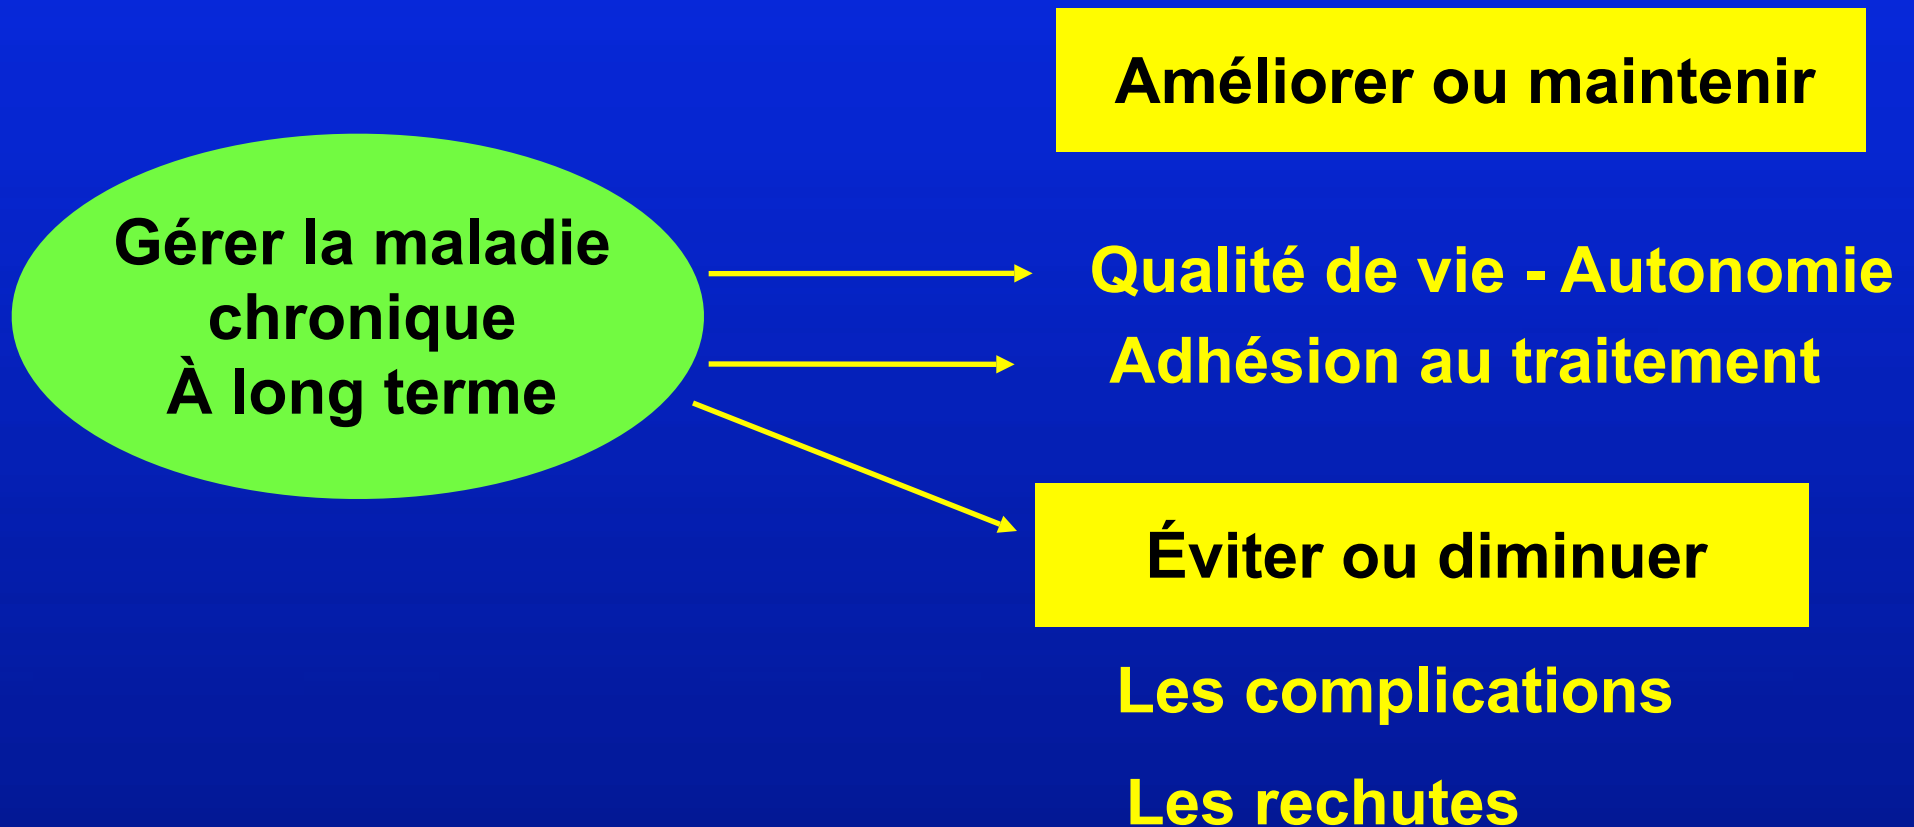 Gérer la maladie
chronique
À long terme
Améliorer ou maintenir
Qualité de vie - Autonomie
Adhésion au traitement
Éviter ou diminuer
Les complications
Les rechutes